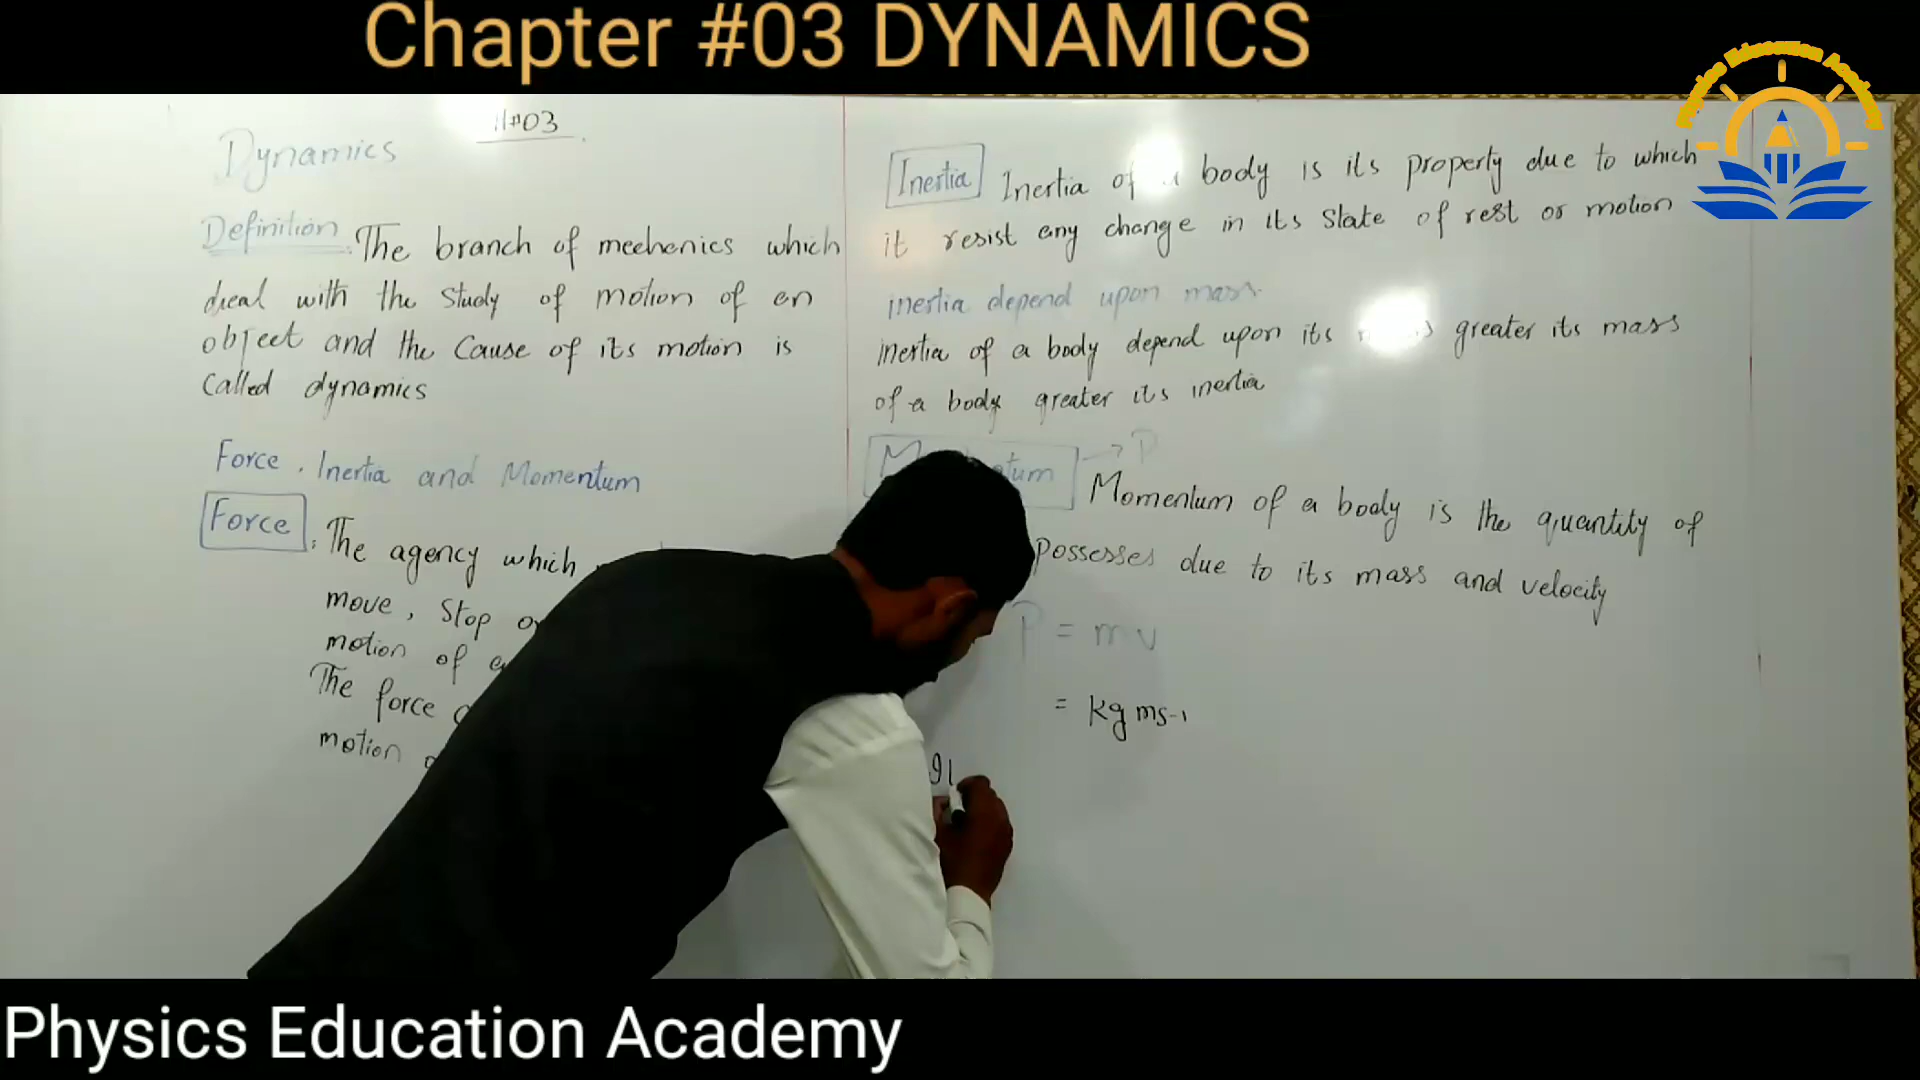 Chapter #03 DYNAMICS
Education
#03
Dynamics
Definition : The branch of mechenics which
deal with the Study of motion of en
object and the Cause of its motion is
Called dynamics
Force . Inertia and Momentum
Force : The agency which
move, Stop or
motion of
The force
motion
Inertia Inertia of body is its property due to which
it resist any change in its State of rest or motion
inertia depend upon mass.
inertia of a body depend upon its greater its mass
of a body greater its inertia
→ P
Momentum of a body is the quantity of
Possesses due to its mass and velocity
P = mv
= kg ms-1
Physics Education Academy